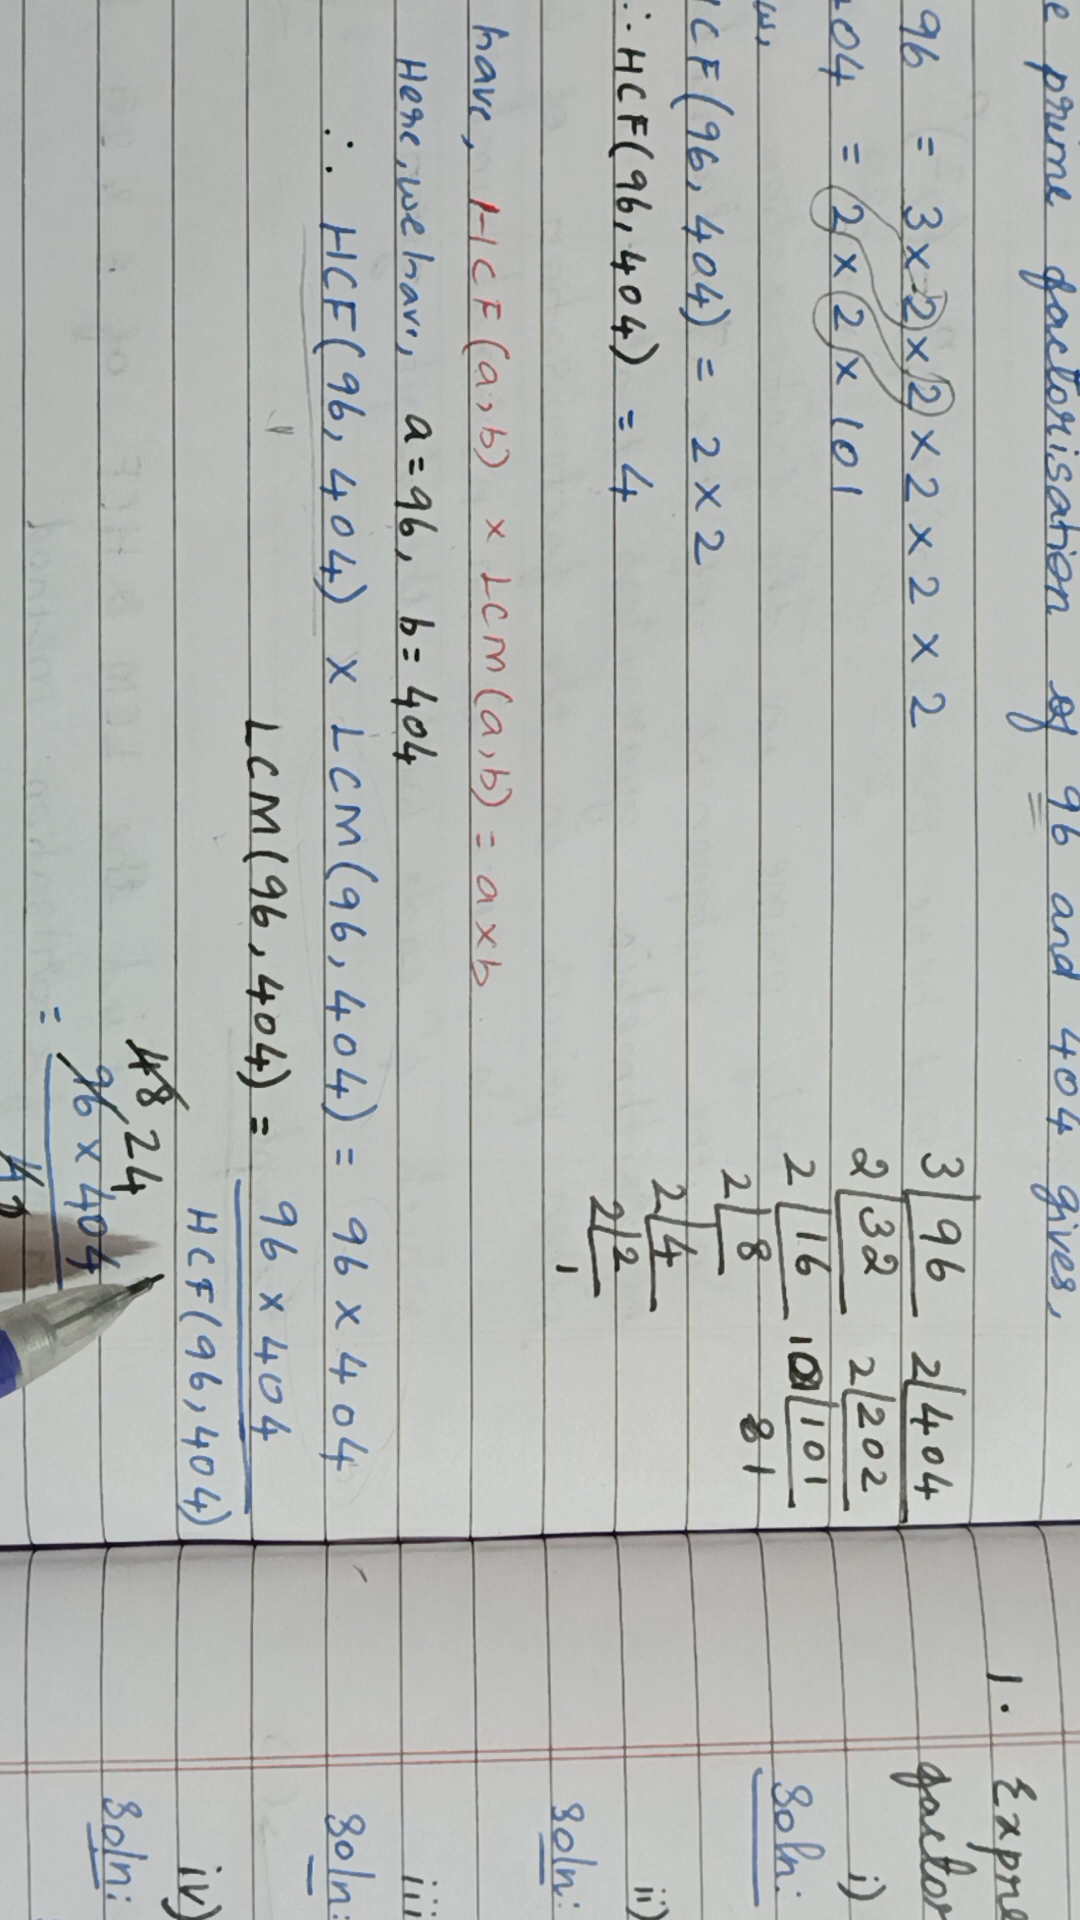 prime factorisation of 96 and 404 gives,
96 = 3 × 2 × 2 × 2 × 2 × 2
404 = 2 × 2 × 101
HCF(96, 404) = 2 × 2
∴ HCF(96, 404) = 4
have, HCF(a,b) × LCM(a,b) = a×b
Here, we have, a=96, b=404
∴ HCF(96, 404) × LCM(96, 404) = 96 × 404
LCM(96, 404) = 96 × 404
HCF(96, 404)
48 24
= 96 × 404
4
3 96
2 32
2 16
2 8
2 4
2 2
1
2 404
2 202
101 101
1
1. Expre
factor
i)
Soln:
ii)
Soln:
iii
Soln:
iv)
Soln: